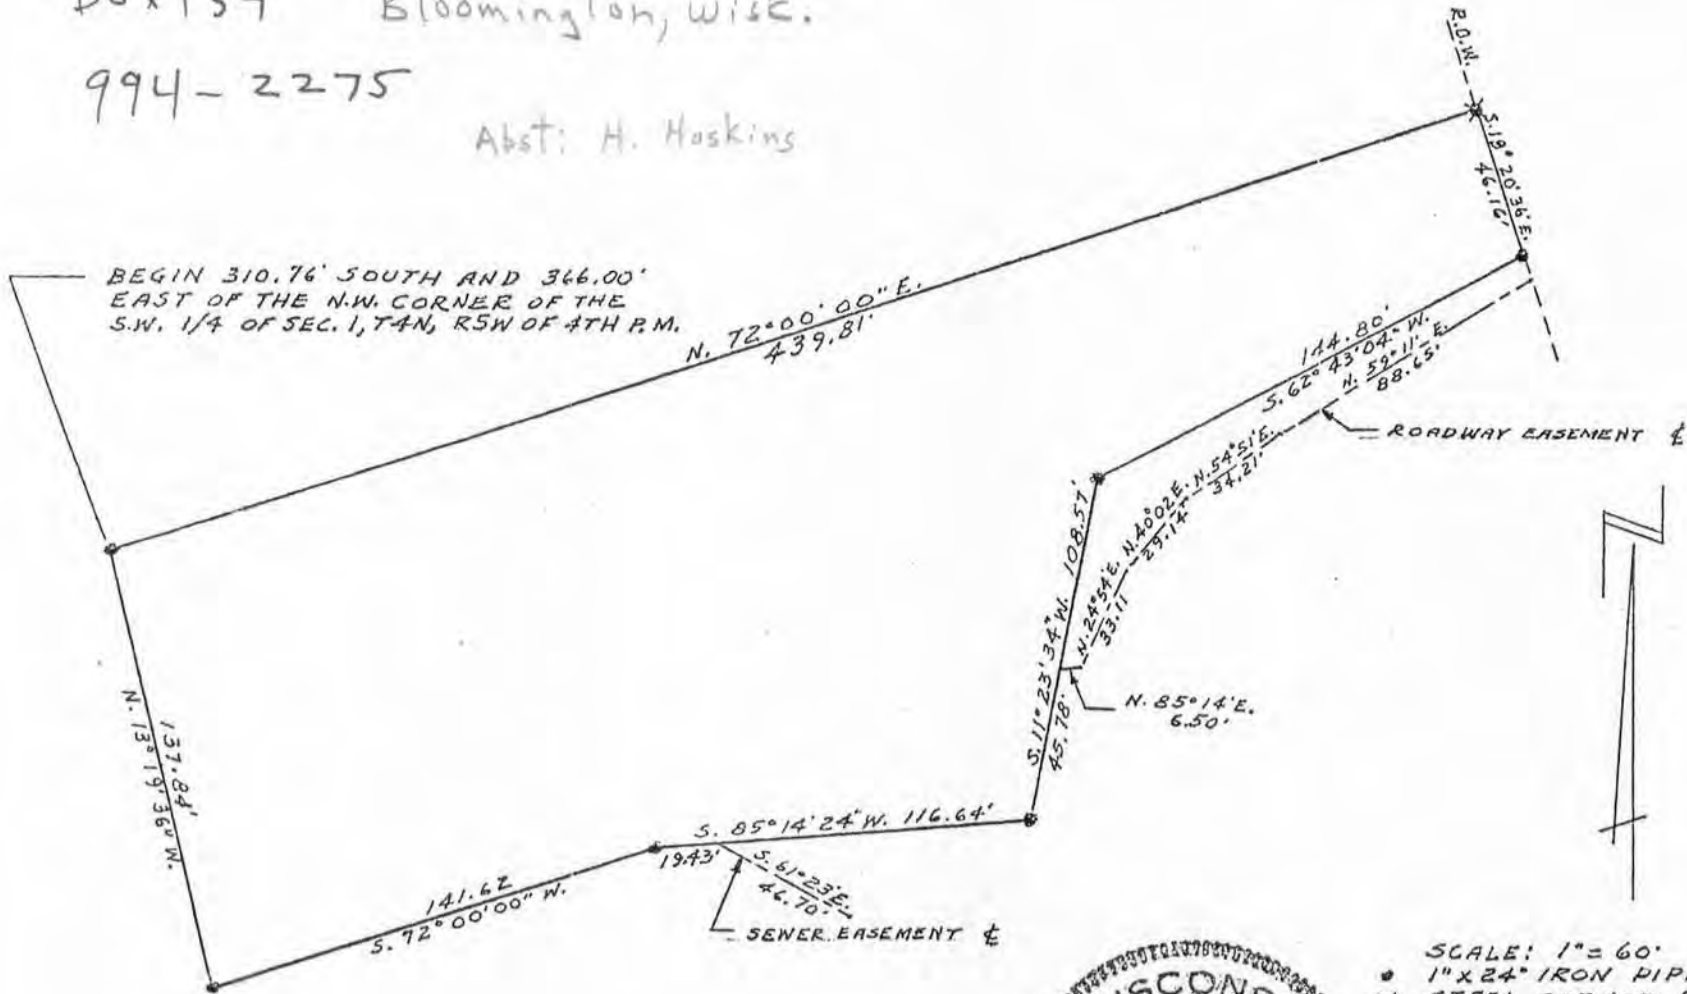 Bloomington, Wisc.
994-2275
Abst: H. Hoskins
R.O.W.
S. 19° 20' 36" E.
46.16'
BEGIN 310.76' SOUTH AND 366.00'
EAST OF THE N.W. CORNER OF THE
S.W. 1/4 OF SEC. 1, T4N, R5W OF 4TH P.M.
N. 72° 00' 00" E.
439.81'
144.80'
S. 62° 43' 04" W.
N. 59° 11' E.
88.65'
ROADWAY EASEMENT ℄
N. 54° 51' E.
34.21'
N. 40° 02 E.
29.14'
N. 24° 54' E.
33.11
S. 11° 23' 34" W. 108.57'
45.78'
N. 85° 14' E.
6.50'
N. 13° 19' 36" W.
137.84'
S. 85° 14' 24" W. 116.64'
19.43'
S. 61° 23' E.
46.70'
SEWER EASEMENT ℄
141.62
S. 72° 00' 00" W.
SCALE: 1" = 60'
1" X 24" IRON PIP